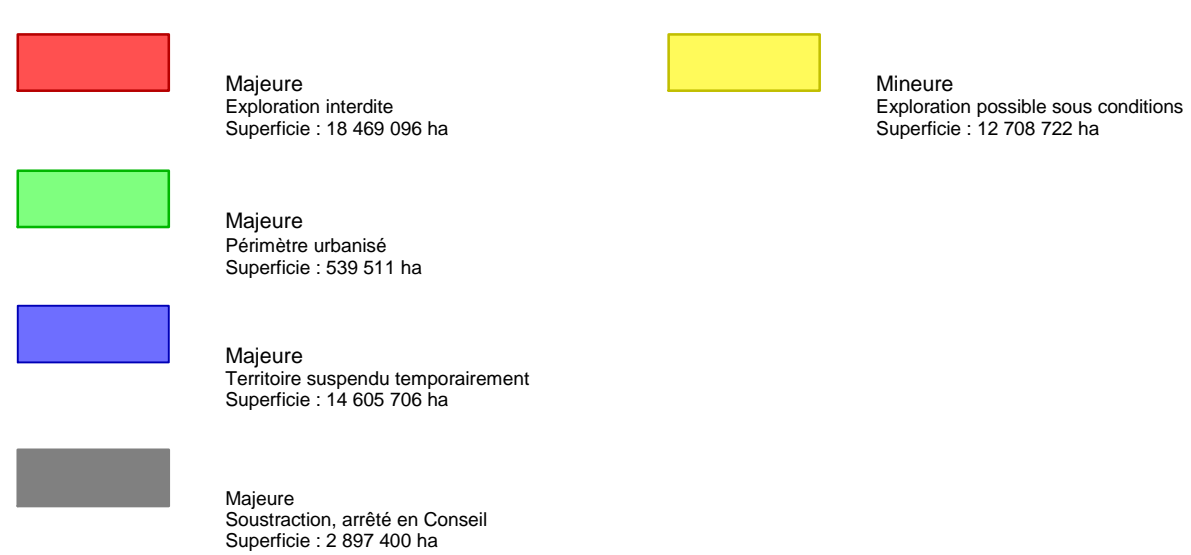 Majeure
Exploration interdite
Superficie : 18 469 096 ha
Majeure
Périmètre urbanisé
Superficie : 539 511 ha
Majeure
Territoire suspendu temporairement
Superficie : 14 605 706 ha
Majeure
Soustraction, arrêté en Conseil
Superficie : 2 897 400 ha
Mineure
Exploration possible sous conditions
Superficie : 12 708 722 ha